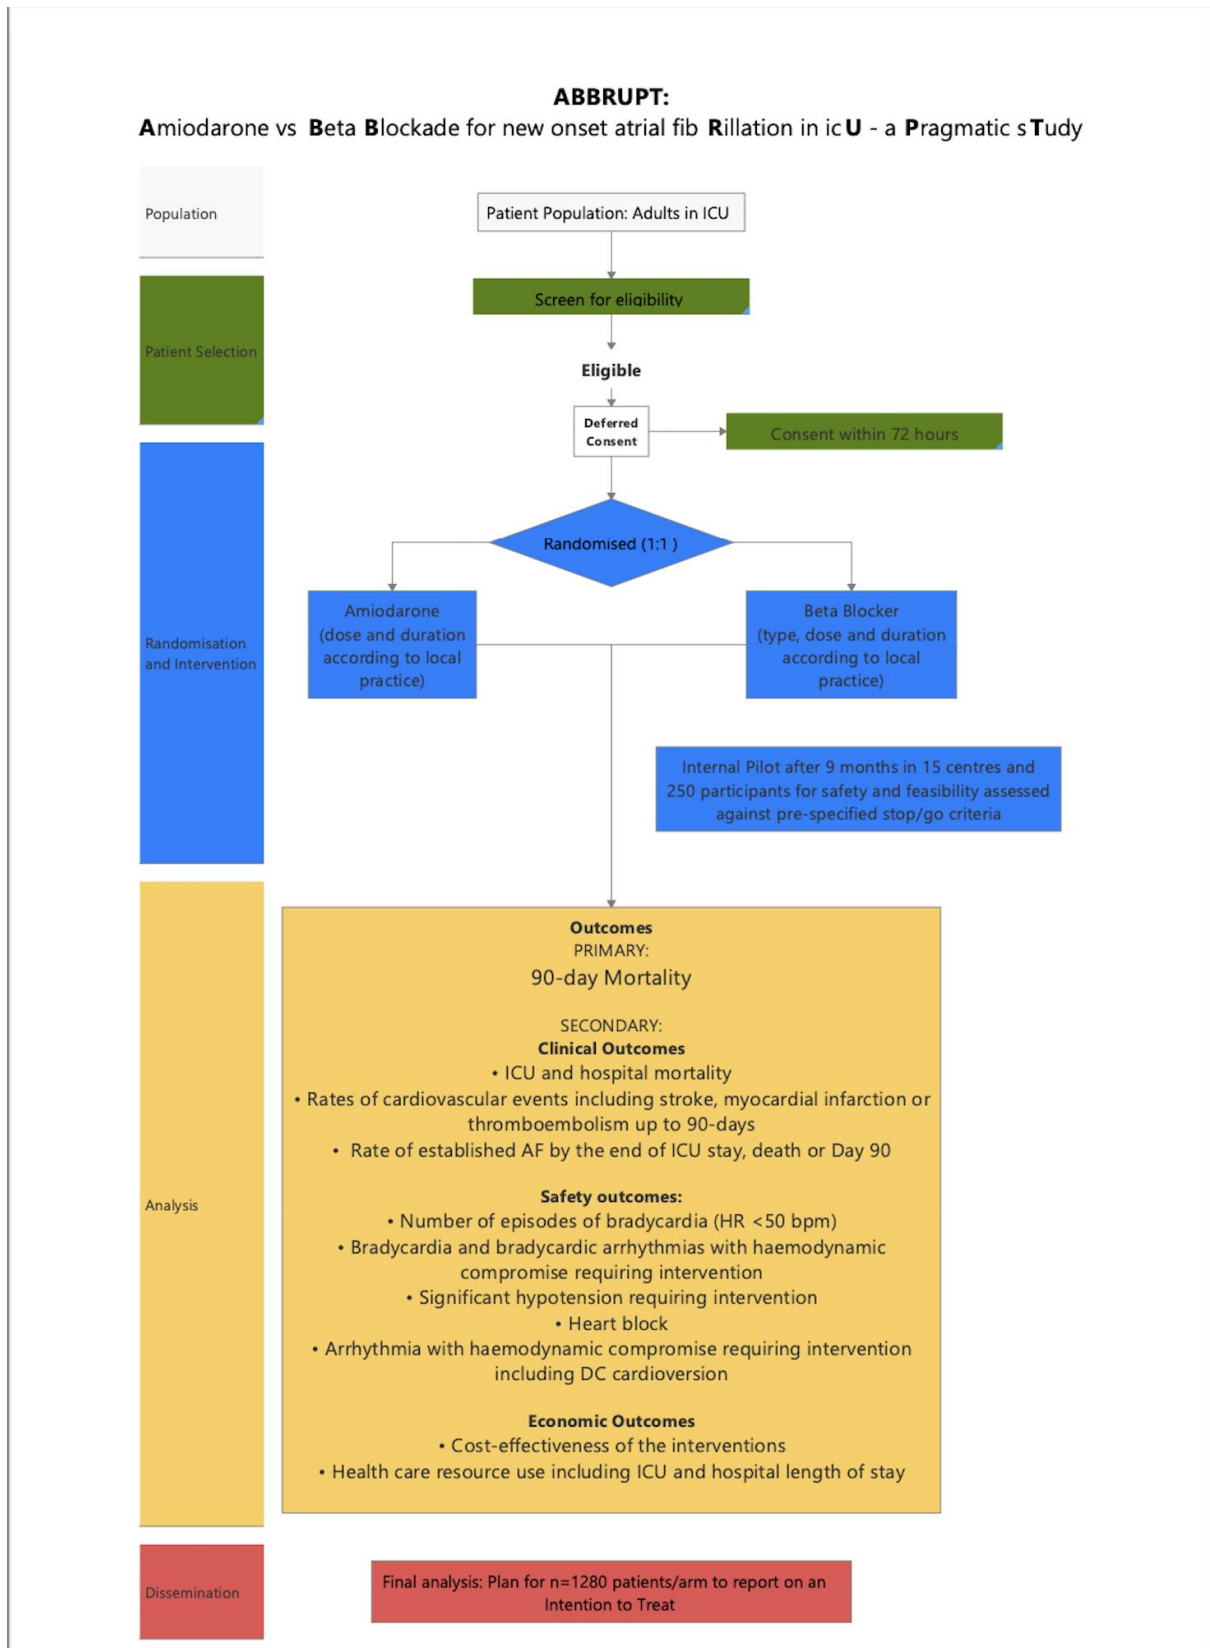 ABBRUPT:
Amiodarone vs Beta Blockade for new onset atrial fib Rillation in ic U - a Pragmatic s Tudy
Population
Patient Population: Adults in ICU
Patient Selection
Screen for eligibility
Eligible
Deferred
Consent
Consent within 72 hours
Randomisation
and Intervention
Randomised (1:1 )
Amiodarone
(dose and duration
according to local
practice)
Beta Blocker
(type, dose and duration
according to local
practice)
Internal Pilot after 9 months in 15 centres and
250 participants for safety and feasibility assessed
against pre-specified stop/go criteria
Analysis
Outcomes
PRIMARY:
90-day Mortality
SECONDARY:
Clinical Outcomes
• ICU and hospital mortality
• Rates of cardiovascular events including stroke, myocardial infarction or
thromboembolism up to 90-days
• Rate of established AF by the end of ICU stay, death or Day 90
Safety outcomes:
• Number of episodes of bradycardia (HR <50 bpm)
• Bradycardia and bradycardic arrhythmias with haemodynamic
compromise requiring intervention
• Significant hypotension requiring intervention
• Heart block
• Arrhythmia with haemodynamic compromise requiring intervention
including DC cardioversion
Economic Outcomes
• Cost-effectiveness of the interventions
• Health care resource use including ICU and hospital length of stay
Dissemination
Final analysis: Plan for n=1280 patients/arm to report on an
Intention to Treat